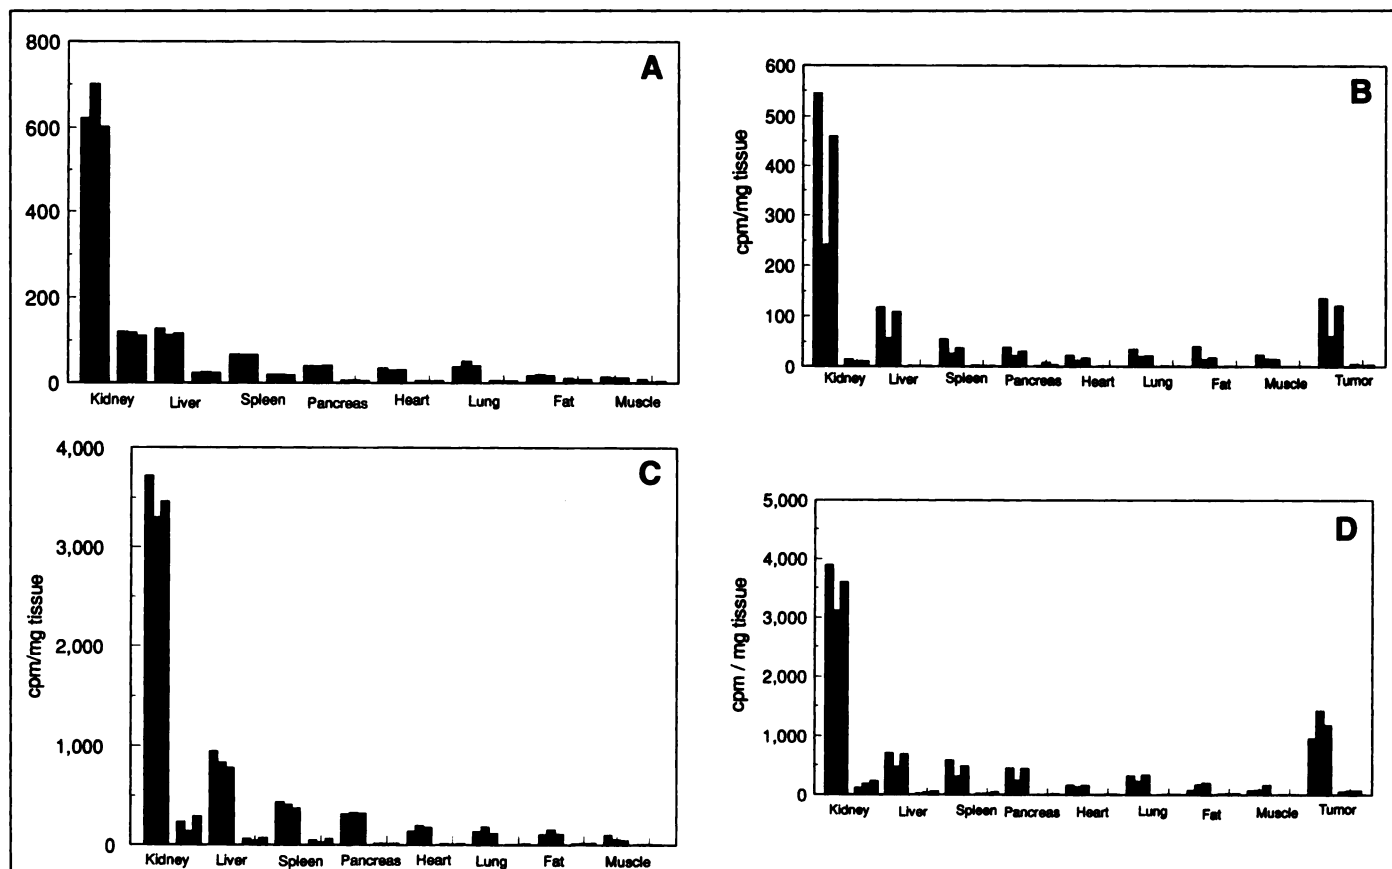 A
800
600
400
200
0
Kidney Liver Spleen Pancreas Heart Lung Fat Muscle
B
cpm/mg tissue
600
500
400
300
200
100
0
Kidney Liver Spleen Pancreas Heart Lung Fat Muscle Tumor
C
cpm/mg tissue
4,000
3,000
2,000
1,000
0
Kidney Liver Spleen Pancreas Heart Lung Fat Muscle
D
cpm / mg tissue
5,000
4,000
3,000
2,000
1,000
0
Kidney Liver Spleen Pancreas Heart Lung Fat Muscle Tumor